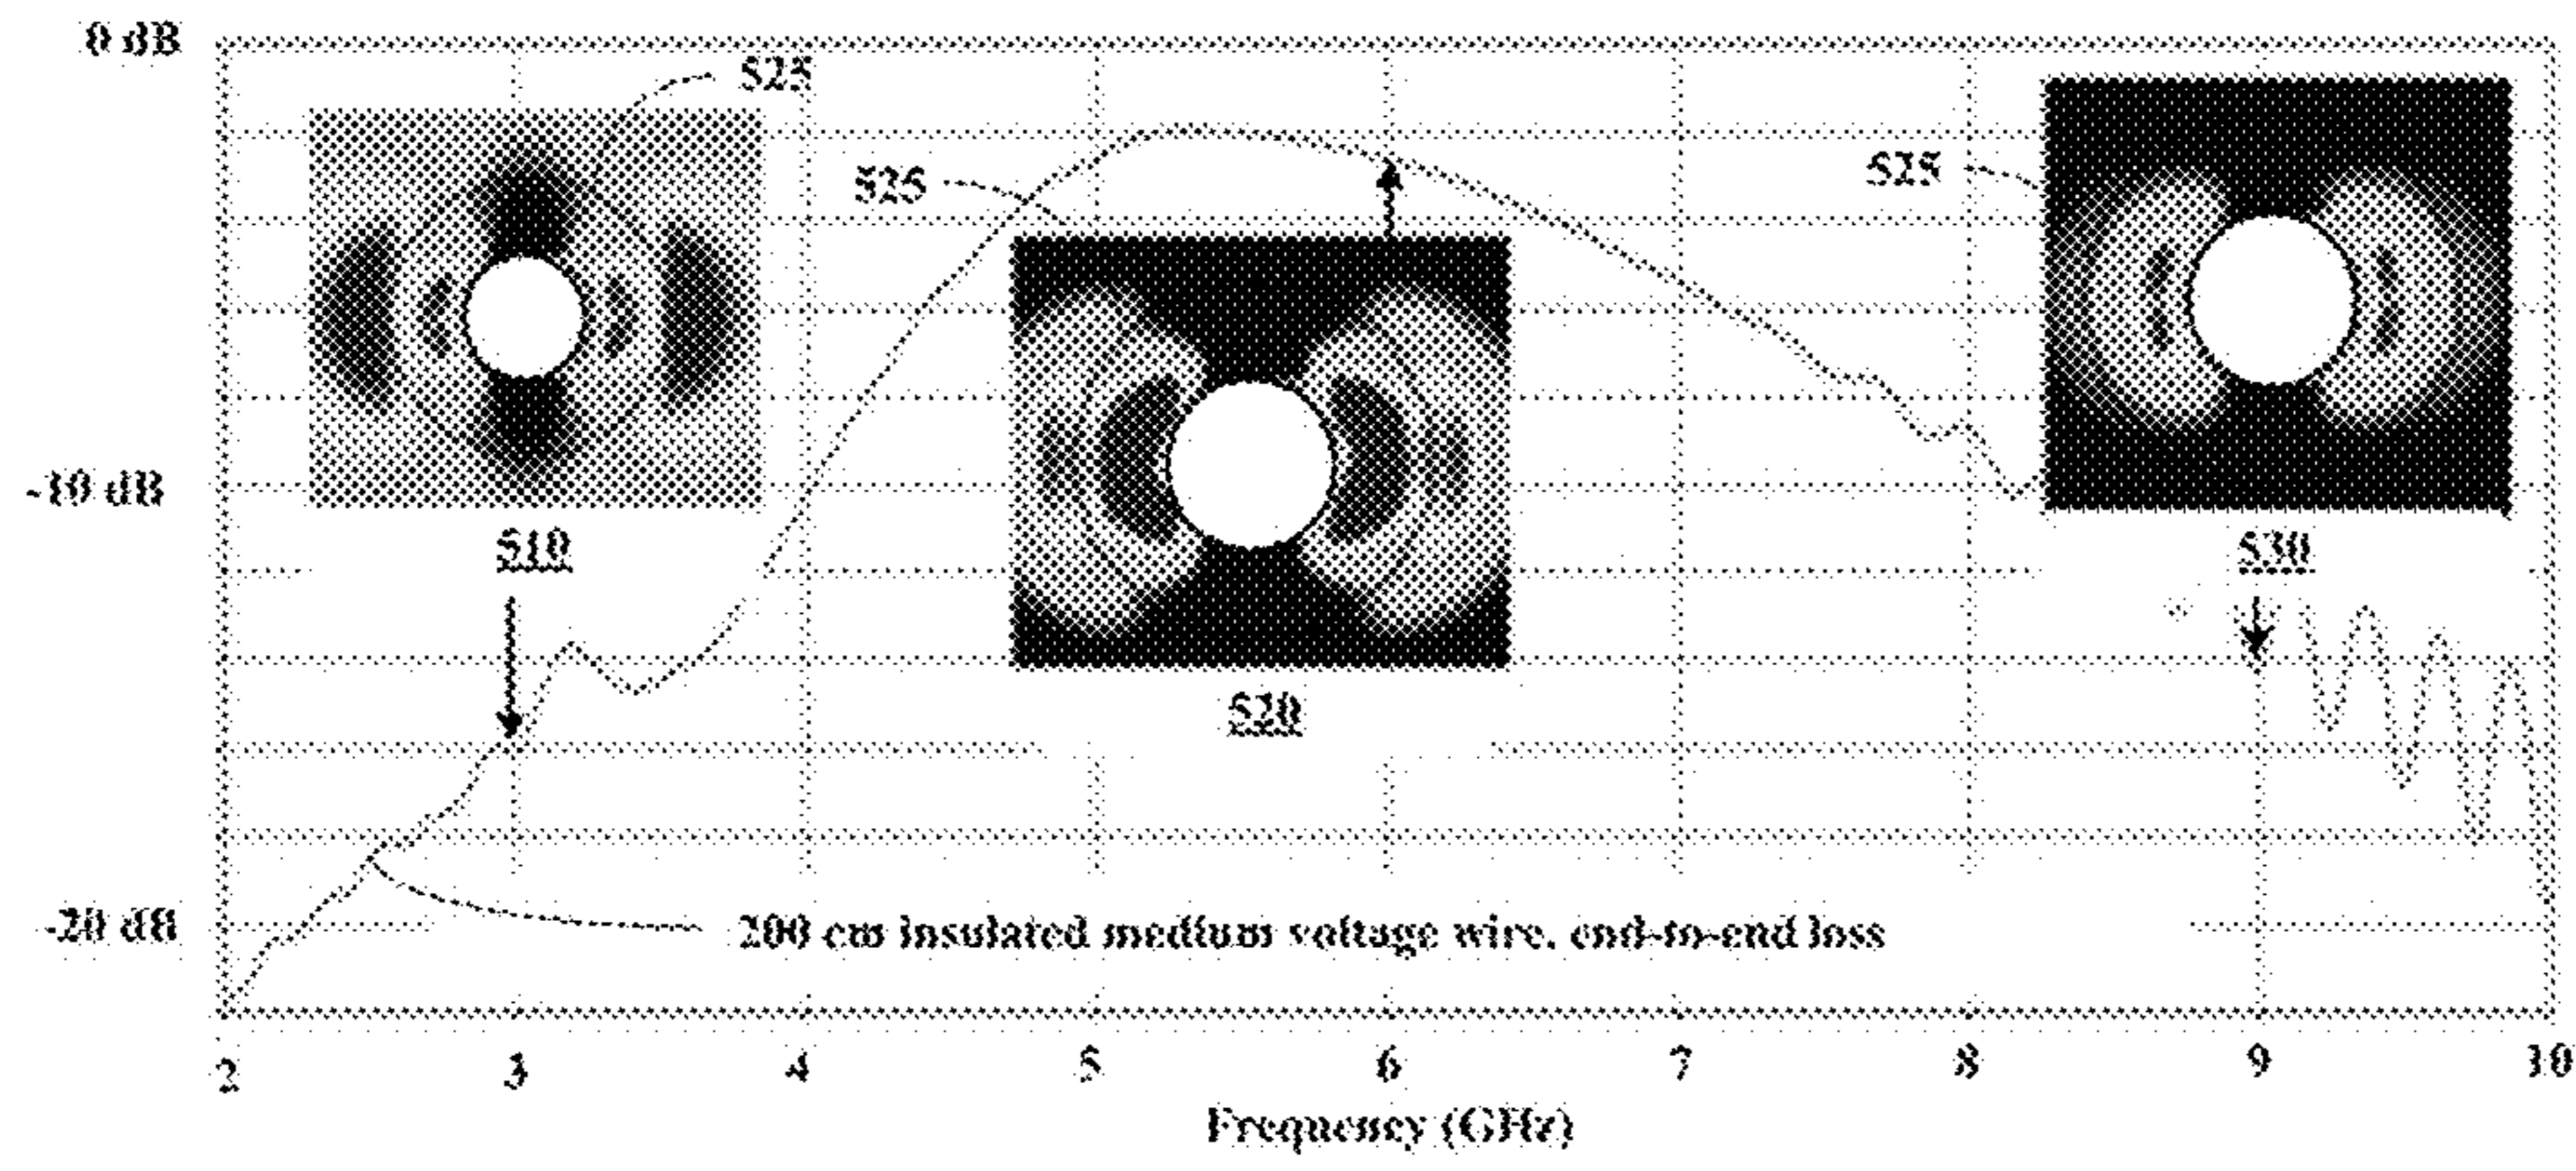 0 dB
525
525
525
-10 dB
510
530
520
-20 dB
200 cm insulated medium voltage wire, end-to-end loss
2 3 4 5 6 7 8 9 10
Frequency (GHz)